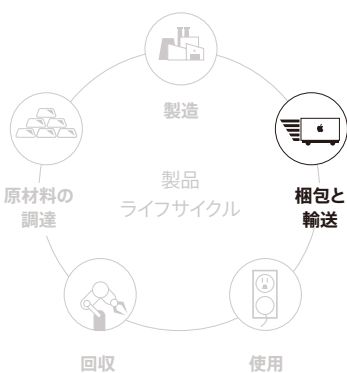 製造
原材料の
調達
製品
ライフサイクル
梱包と
輸送
回収
使用